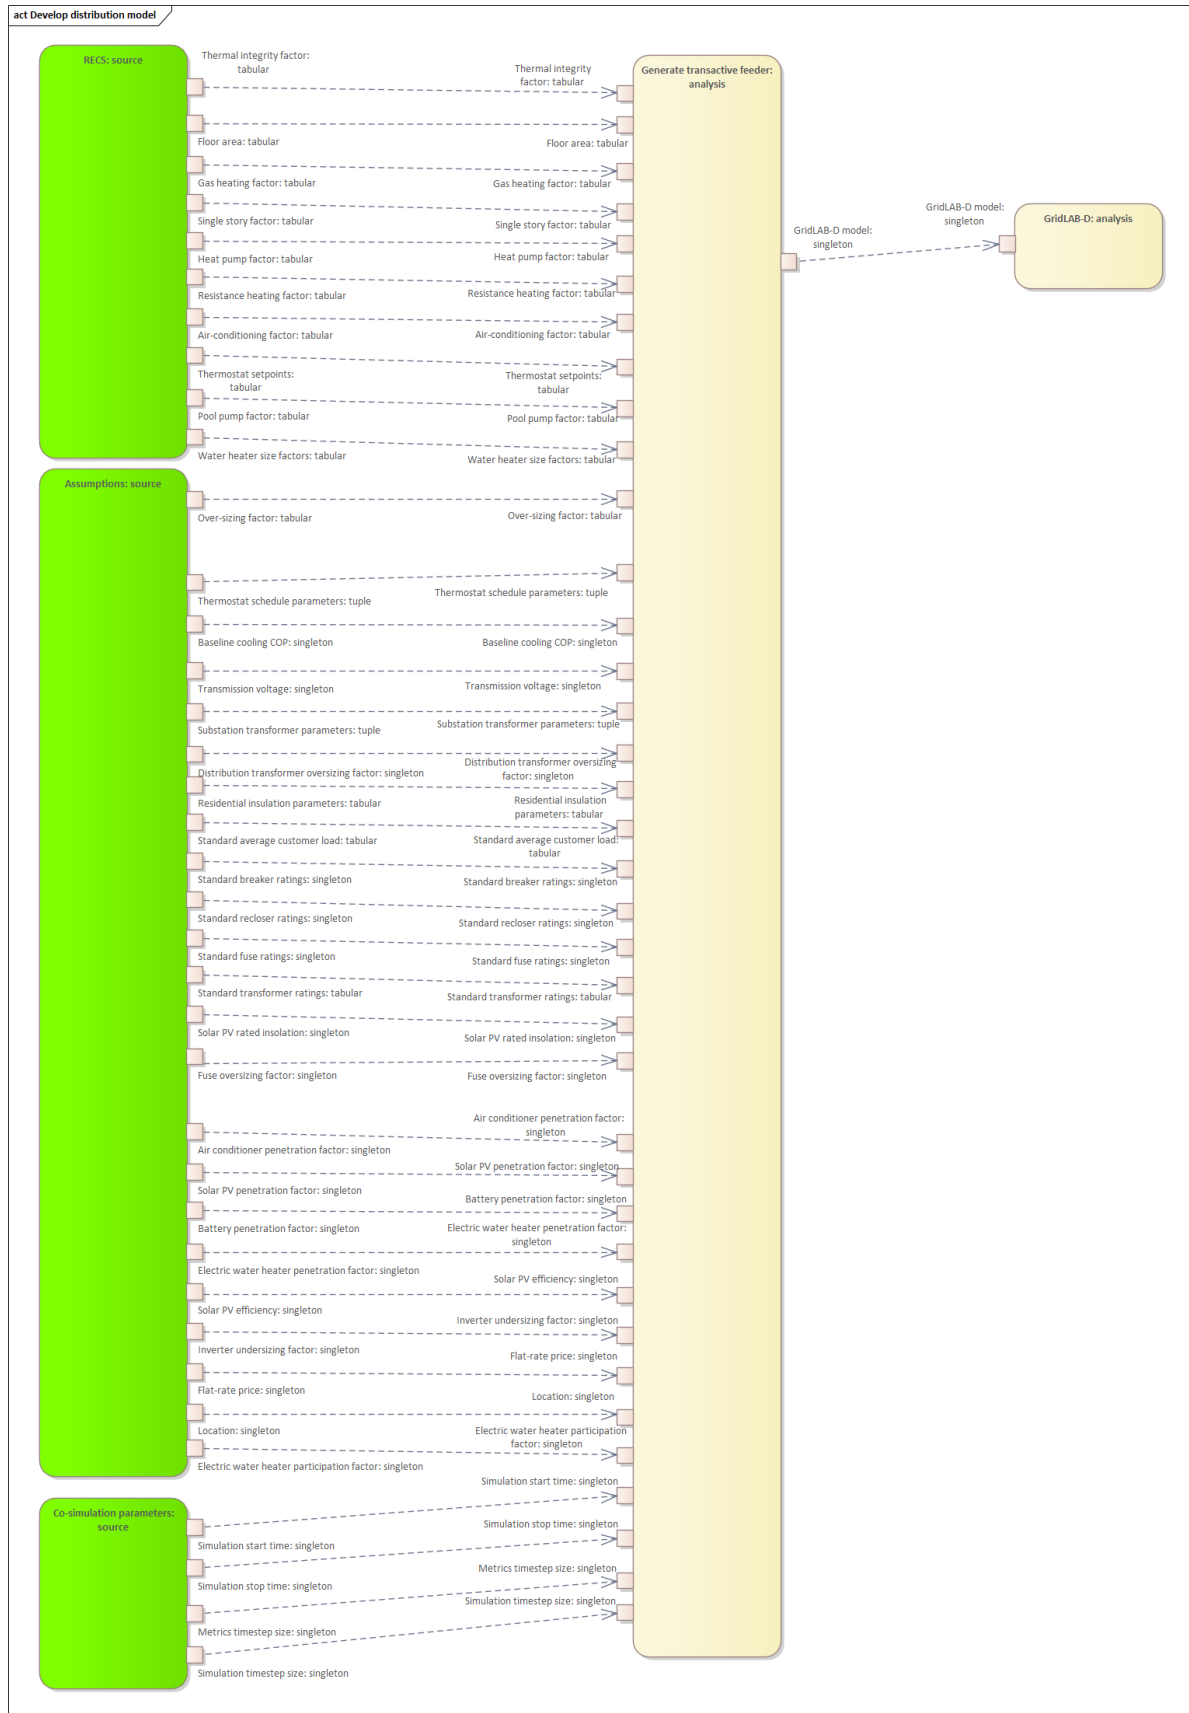 act Develop distribution model
RECS: source
Thermal integrity factor:
tabular
Floor area: tabular
Gas heating factor: tabular
Single story factor: tabular
Heat pump factor: tabular
Resistance heating factor: tabular
Air-conditioning factor: tabular
Thermostat setpoints:
tabular
Pool pump factor: tabular
Water heater size factors: tabular
Assumptions: source
Over-sizing factor: tabular
Thermostat schedule parameters: tuple
Baseline cooling COP: singleton
Transmission voltage: singleton
Substation transformer parameters: tuple
Distribution transformer oversizing factor: singleton
Residential insulation parameters: tabular
Standard average customer load: tabular
Standard breaker ratings: singleton
Standard recloser ratings: singleton
Standard fuse ratings: singleton
Standard transformer ratings: tabular
Solar PV rated insolation: singleton
Fuse oversizing factor: singleton
Air conditioner penetration factor: singleton
Solar PV penetration factor: singleton
Battery penetration factor: singleton
Electric water heater penetration factor: singleton
Solar PV efficiency: singleton
Inverter undersizing factor: singleton
Flat-rate price: singleton
Location: singleton
Electric water heater participation factor: singleton
Co-simulation parameters:
source
Simulation start time: singleton
Simulation stop time: singleton
Metrics timestep size: singleton
Simulation timestep size: singleton
Thermal integrity
factor: tabular
Floor area: tabular
Gas heating factor: tabular
Single story factor: tabular
Heat pump factor: tabular
Resistance heating factor: tabular
Air-conditioning factor: tabular
Thermostat setpoints:
tabular
Pool pump factor: tabular
Water heater size factors: tabular
Over-sizing factor: tabular
Thermostat schedule parameters: tuple
Baseline cooling COP: singleton
Transmission voltage: singleton
Substation transformer parameters: tuple
Distribution transformer oversizing
factor: singleton
Residential insulation
parameters: tabular
Standard average customer load:
tabular
Standard breaker ratings: singleton
Standard recloser ratings: singleton
Standard fuse ratings: singleton
Standard transformer ratings: tabular
Solar PV rated insolation: singleton
Fuse oversizing factor: singleton
Air conditioner penetration factor:
singleton
Solar PV penetration factor: singleton
Battery penetration factor: singleton
Electric water heater penetration factor:
singleton
Solar PV efficiency: singleton
Inverter undersizing factor: singleton
Flat-rate price: singleton
Location: singleton
Electric water heater participation
factor: singleton
Simulation start time: singleton
Simulation stop time: singleton
Metrics timestep size: singleton
Simulation timestep size: singleton
Generate transactive feeder:
analysis
GridLAB-D model:
singleton
GridLAB-D model:
singleton
GridLAB-D: analysis